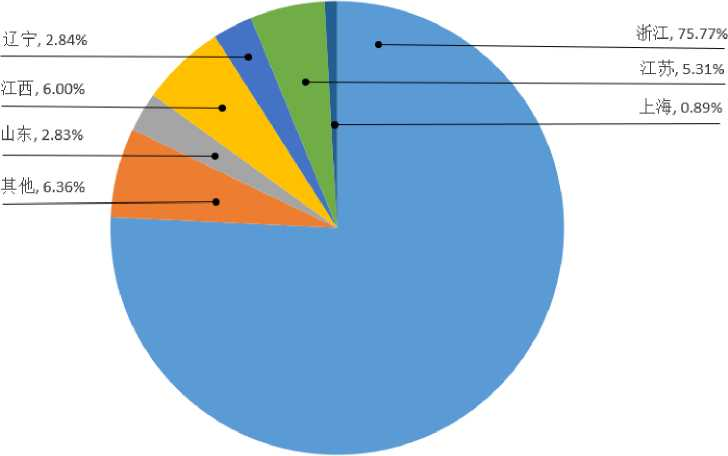 辽宁, 2.84%
江西, 6.00%
山东, 2.83%
其他, 6.36%
浙江, 75.77%
江苏, 5.31%
上海, 0.89%